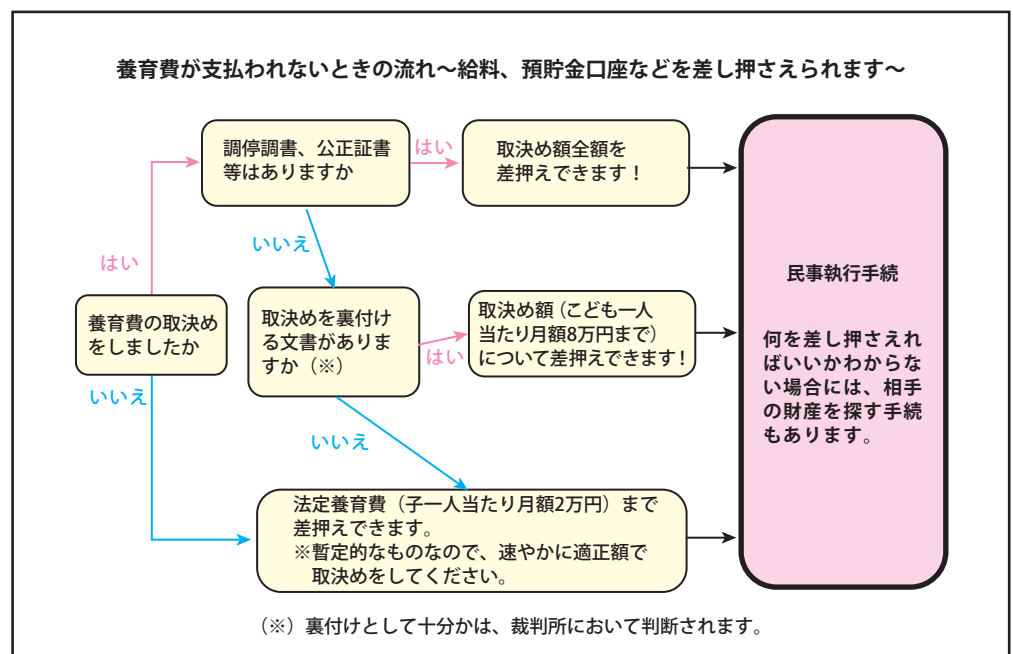 養育費が支払われないときの流れ～給料、預貯金口座などを差し押さえられます～
調停調書、公正証書
等はありますか
はい
取決め額全額を
差押えできます！
いいえ
はい
養育費の取決め
をしましたか
取決めを裏付け
る文書がありま
すか（※）
はい
取決め額（こども一人
当たり月額8万円まで）
について差押えできます！
民事執行手続
何を差し押さえれ
ばいいかわからな
い場合には、相手
の財産を探す手続
もあります。
いいえ
いいえ
法定養育費（子一人当たり月額2万円）まで
差押えできます。
※暫定的なものなので、速やかに適正額で
取決めをしてください。
（※）裏付けとして十分かは、裁判所において判断されます。